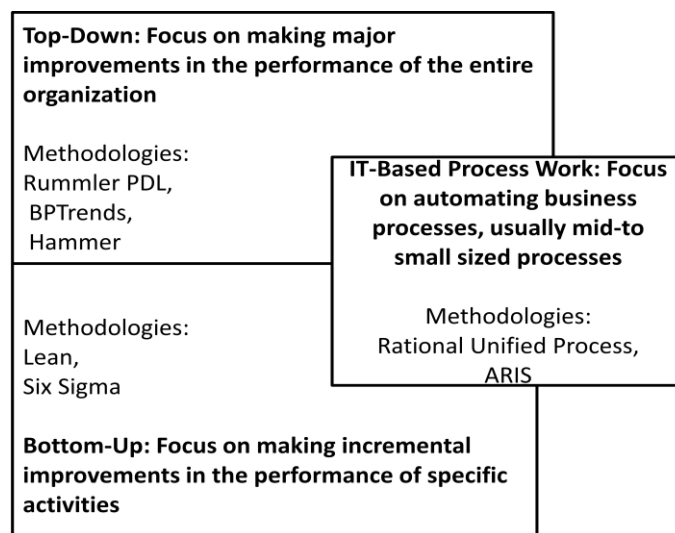 Top-Down: Focus on making major
improvements in the performance of the entire
organization
Methodologies:
Rummler PDL,
BPTrends,
Hammer
IT-Based Process Work: Focus
on automating business
processes, usually mid-to
small sized processes
Methodologies:
Rational Unified Process,
ARIS
Methodologies:
Lean,
Six Sigma
Bottom-Up: Focus on making incremental
improvements in the performance of specific
activities